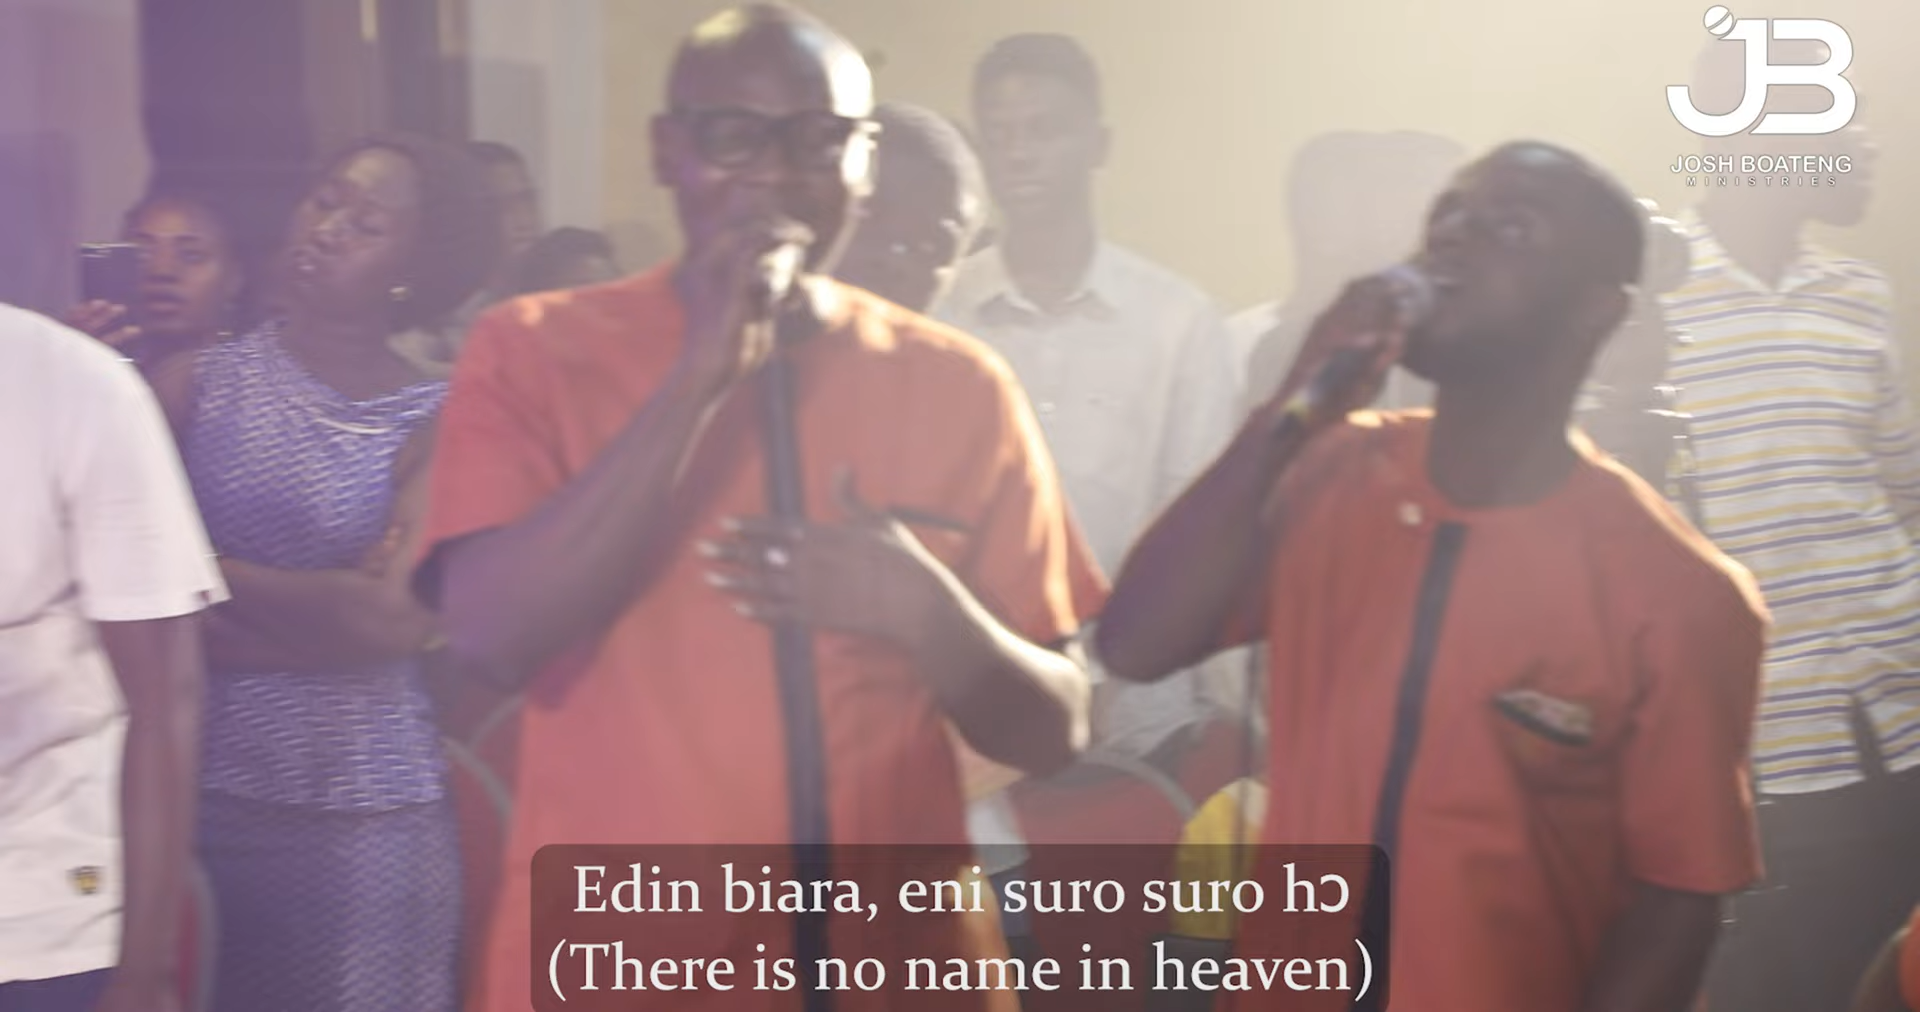 JB
JOSH BOATENG
MINISTRIES
Edin biara, eni suro suro hɔ
(There is no name in heaven)